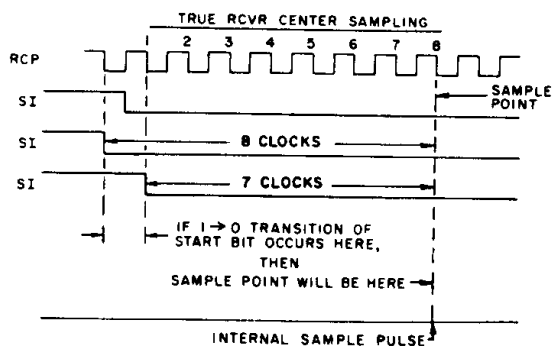 TRUE RCVR CENTER SAMPLING
2 3 4 5 6 7 8
RCP
SAMPLE
POINT
SI
SI
8 CLOCKS
SI
7 CLOCKS
IF 1→0 TRANSITION OF
START BIT OCCURS HERE,
THEN
SAMPLE POINT WILL BE HERE
INTERNAL SAMPLE PULSE